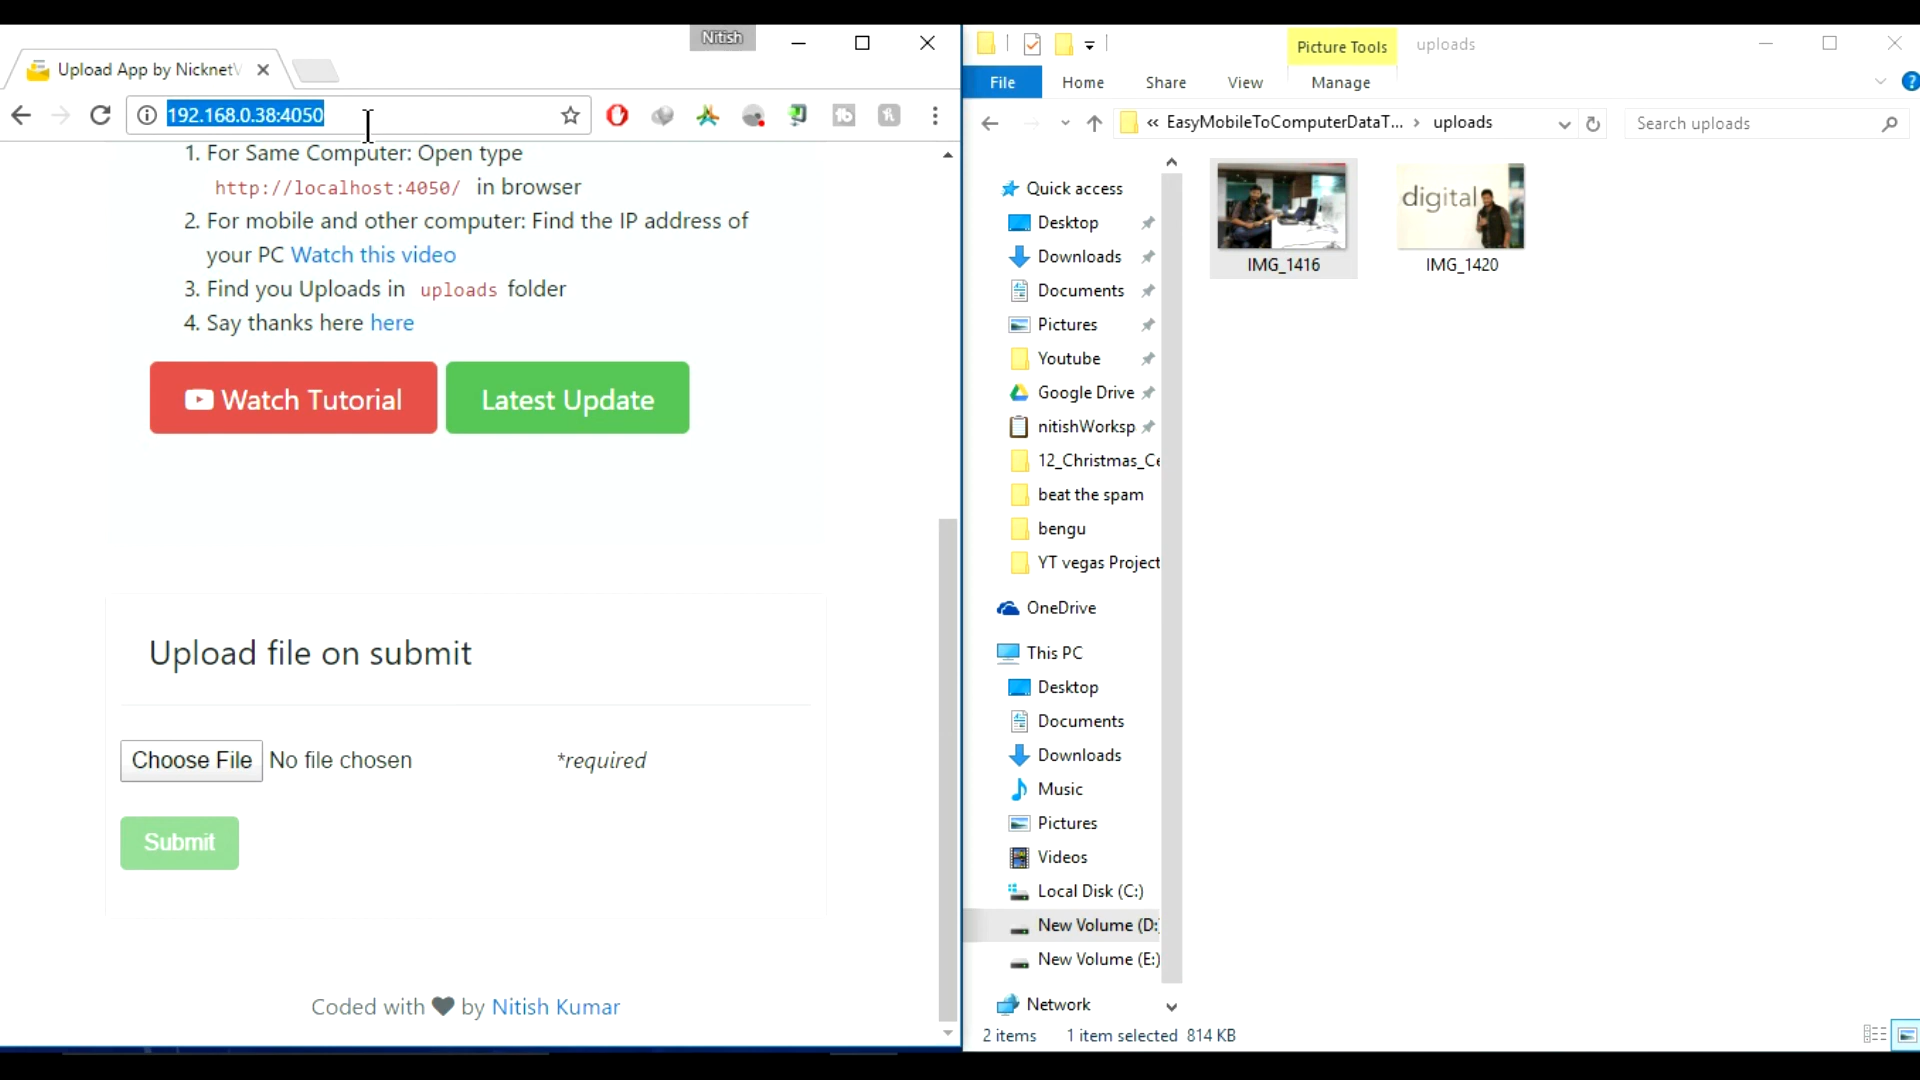 Nitish
Upload App by NicknetV
192.168.0.38:4050
1. For Same Computer: Open type
http://localhost:4050/ in browser
2. For mobile and other computer: Find the IP address of
your PC Watch this video
3. Find you Uploads in uploads folder
4. Say thanks here here
Watch Tutorial
Latest Update
Upload file on submit
Choose File No file chosen *required
Submit
Coded with by Nitish Kumar
Picture Tools
uploads
File
Home
Share
View
Manage
« EasyMobileToComputerDataT... › uploads
Search uploads
Quick access
Desktop
Downloads
Documents
Pictures
Youtube
Google Drive
nitishWorksp
12_Christmas_Ce
beat the spam
bengu
YT vegas Project
OneDrive
This PC
Desktop
Documents
Downloads
Music
Pictures
Videos
Local Disk (C:)
New Volume (D:)
New Volume (E:)
Network
digital
IMG_1416
IMG_1420
2 items 1 item selected 814 KB